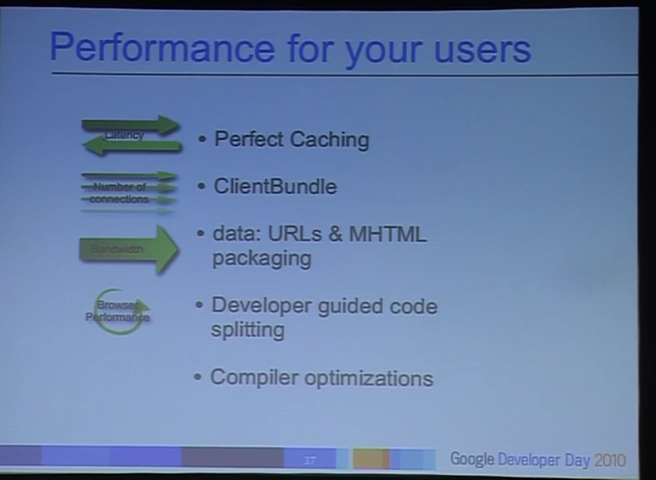 Performance for your users
Latency
• Perfect Caching
Number of
connections
• ClientBundle
Bandwidth
• data: URLs & MHTML
packaging
Browser
Performance
• Developer guided code
splitting
• Compiler optimizations
37
Google Developer Day 2010